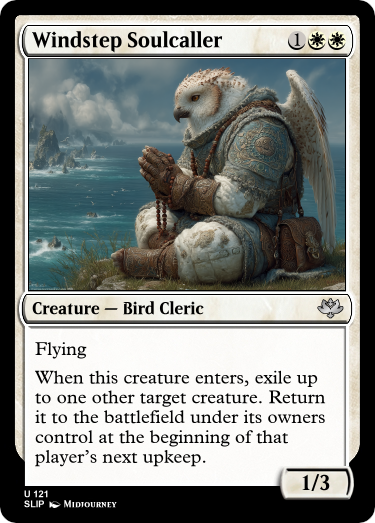 Windstep Soulcaller 1
Creature — Bird Cleric
Flying
When this creature enters, exile up
to one other target creature. Return
it to the battlefield under its owners
control at the beginning of that
player's next upkeep.
1/3
U 121
SLIP Midjourney